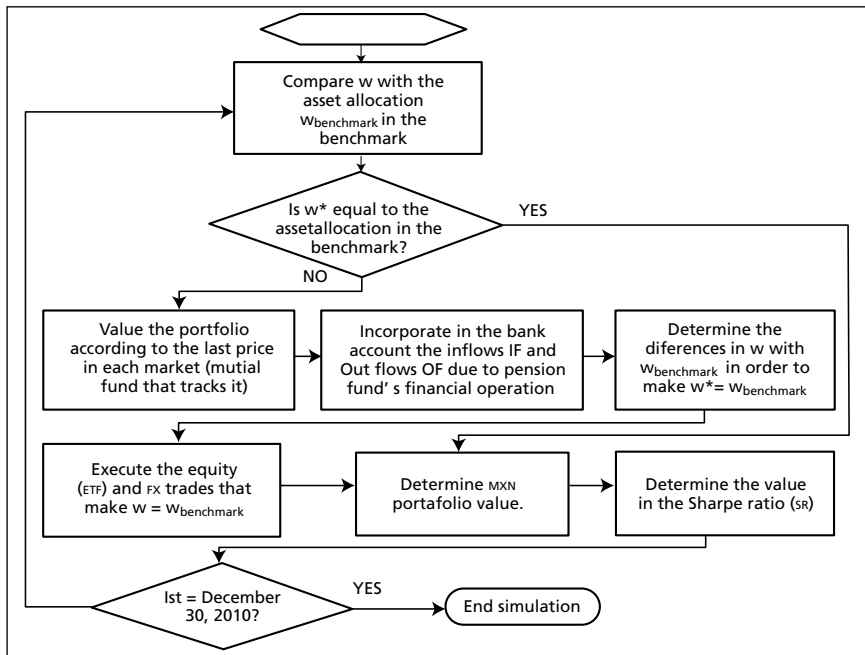 Compare w with the
asset allocation
wbenchmark in the
benchmark
Is w* equal to the
assetallocation in the
benchmark?
YES
NO
Value the portfolio
according to the last price
in each market (mutial
fund that tracks it)
Incorporate in the bank
account the inflows IF and
Out flows OF due to pension
fund' s financial operation
Determine the
diferences in w with
wbenchmark in order to
make w*= wbenchmark
Execute the equity
(ETF) and FX trades that
make w = wbenchmark
Determine MXN
portafolio value.
Determine the value
in the Sharpe ratio (SR)
Ist = December
30, 2010?
YES
End simulation